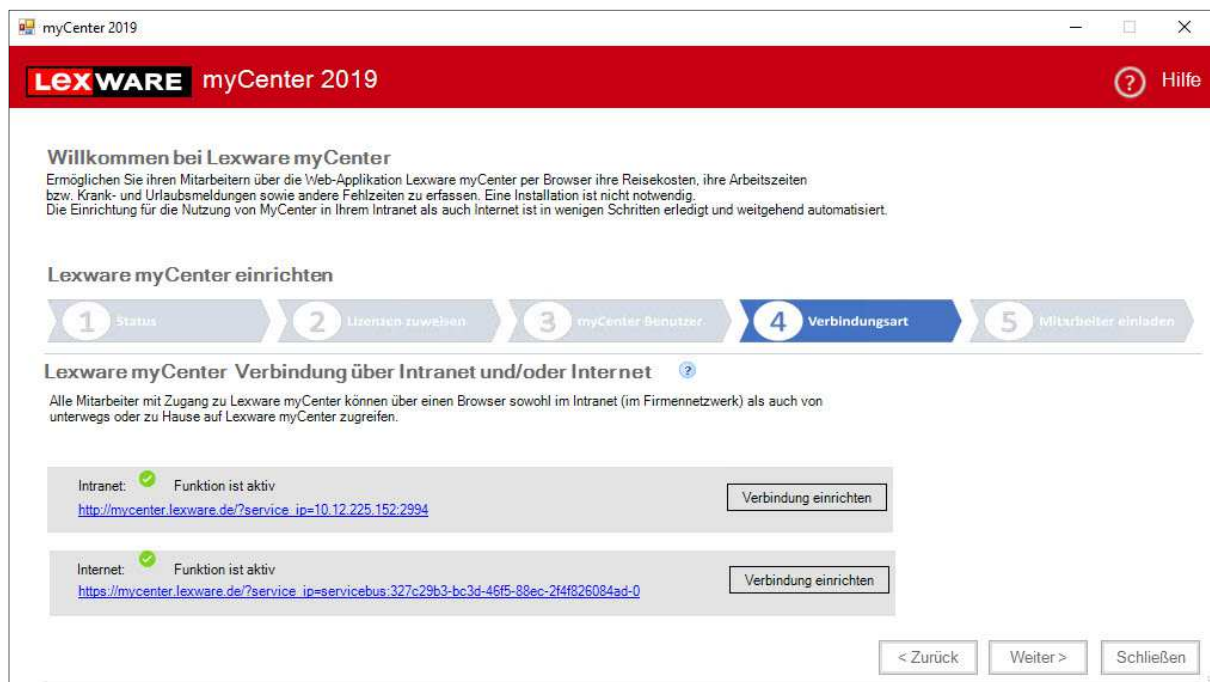 myCenter 2019
LEXWARE myCenter 2019
? Hilfe
Willkommen bei Lexware myCenter
Ermöglichen Sie ihren Mitarbeitern über die Web-Applikation Lexware myCenter per Browser ihre Reisekosten, ihre Arbeitszeiten
bzw. Krank- und Urlaubsmeldungen sowie andere Fehlzeiten zu erfassen. Eine Installation ist nicht notwendig.
Die Einrichtung für die Nutzung von MyCenter in Ihrem Intranet als auch Internet ist in wenigen Schritten erledigt und weitgehend automatisiert.
Lexware myCenter einrichten
1 Status 2 Lizenzen zuweisen 3 myCenter Benutzer 4 Verbindungsart 5 Mitarbeiter einladen
Lexware myCenter Verbindung über Intranet und/oder Internet ?
Alle Mitarbeiter mit Zugang zu Lexware myCenter können über einen Browser sowohl im Intranet (im Firmennetzwerk) als auch von
unterwegs oder zu Hause auf Lexware myCenter zugreifen.
Intranet: Funktion ist aktiv
http://mycenter.lexware.de/?service_ip=10.12.225.152:2994
Verbindung einrichten
Internet: Funktion ist aktiv
https://mycenter.lexware.de/?service_ip=servicebus:327c29b3-bc3d-46f5-88ec-2f4f826084ad-0
Verbindung einrichten
< Zurück Weiter > Schließen